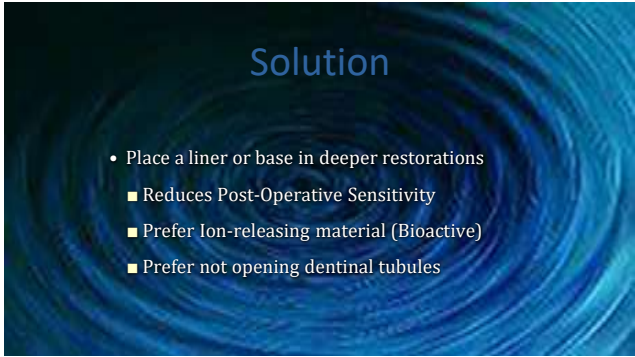 Solution
• Place a liner or base in deeper restorations
■ Reduces Post-Operative Sensitivity
■ Prefer Ion-releasing material (Bioactive)
■ Prefer not opening dentinal tubules